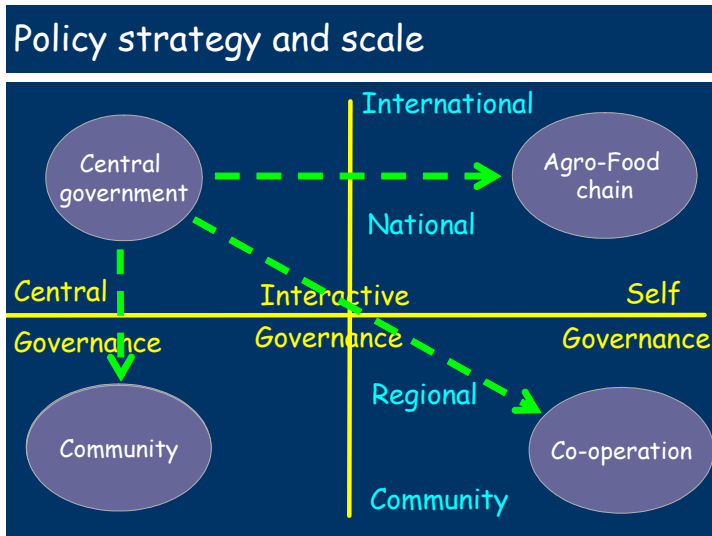 Policy strategy and scale
International
Central
government
Agro-Food
chain
National
Central
Interactive
Self
Governance
Governance
Governance
Regional
Community
Co-operation
Community